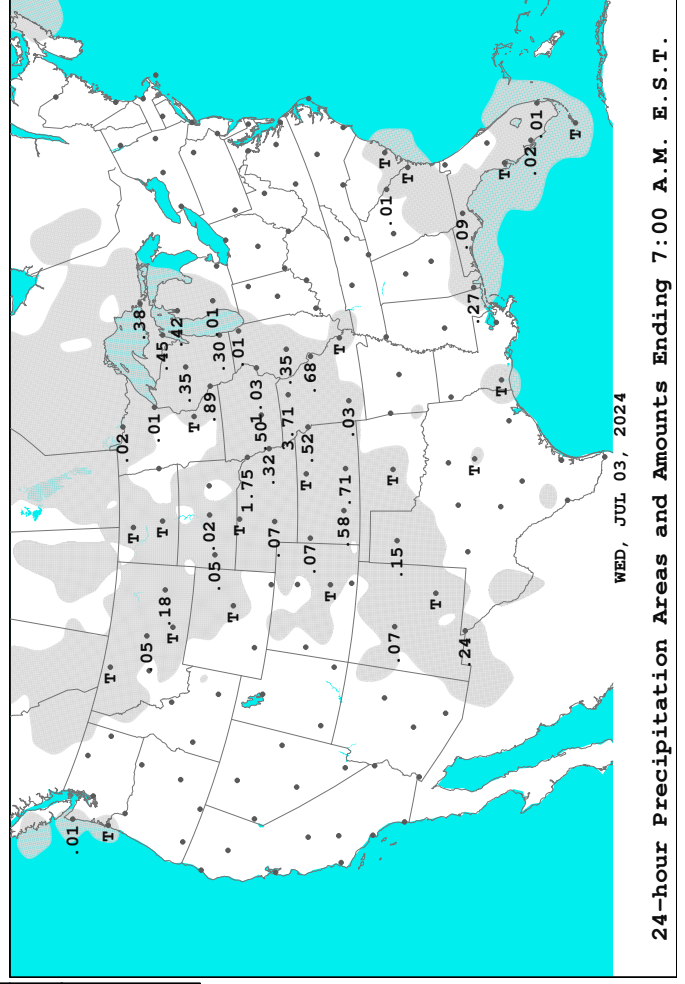 .01
T T .02
T .38
.05 .01
T .45
.18
T .42
.35
T
.89
.05 .02 .30 .01
T T .01
1.75
.50 1.03
.32
.07
.35
3.71
T .52
.07 .68
T T
.58 .71 .03
T
.07 .15 T .01 T
T
.24 .09
T .27
T T
.02 .01
T
WED, JUL 03, 2024
24-hour Precipitation Areas and Amounts Ending 7:00 A.M. E.S.T.